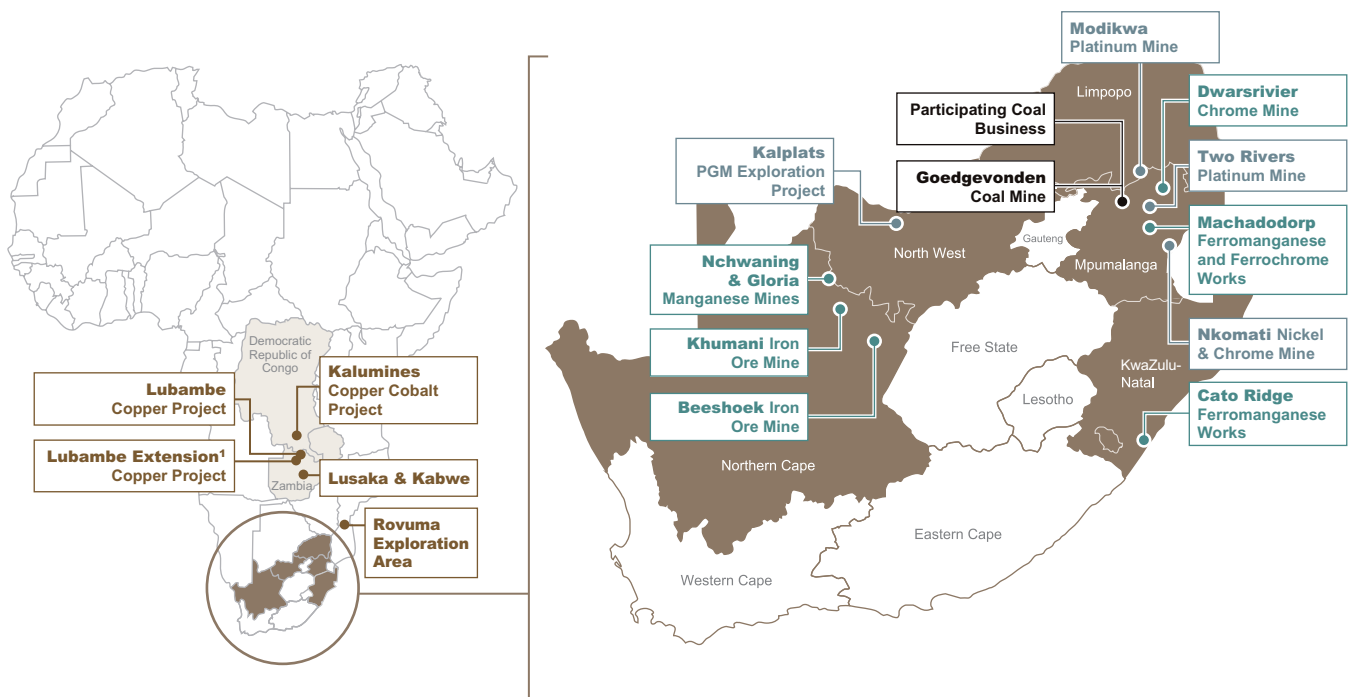 Democratic
Republic of
Congo
Lubambe
Copper Project
Kalumines
Copper Cobalt
Project
Lubambe Extension¹
Copper Project
Zambia
Lusaka & Kabwe
Rovuma
Exploration
Area
Modikwa
Platinum Mine
Limpopo
Dwarsrivier
Chrome Mine
Participating Coal
Business
Kalplats
PGM Exploration
Project
Goedgevonden
Coal Mine
Two Rivers
Platinum Mine
Machadodorp
Ferromanganese
and Ferrochrome
Works
Gauteng
North West
Mpumalanga
Nchwaning
& Gloria
Manganese Mines
Khumani Iron
Ore Mine
Free State
Nkomati Nickel
& Chrome Mine
KwaZulu-
Natal
Lesotho
Beeshoek Iron
Ore Mine
Cato Ridge
Ferromanganese
Works
Northern Cape
Eastern Cape
Western Cape